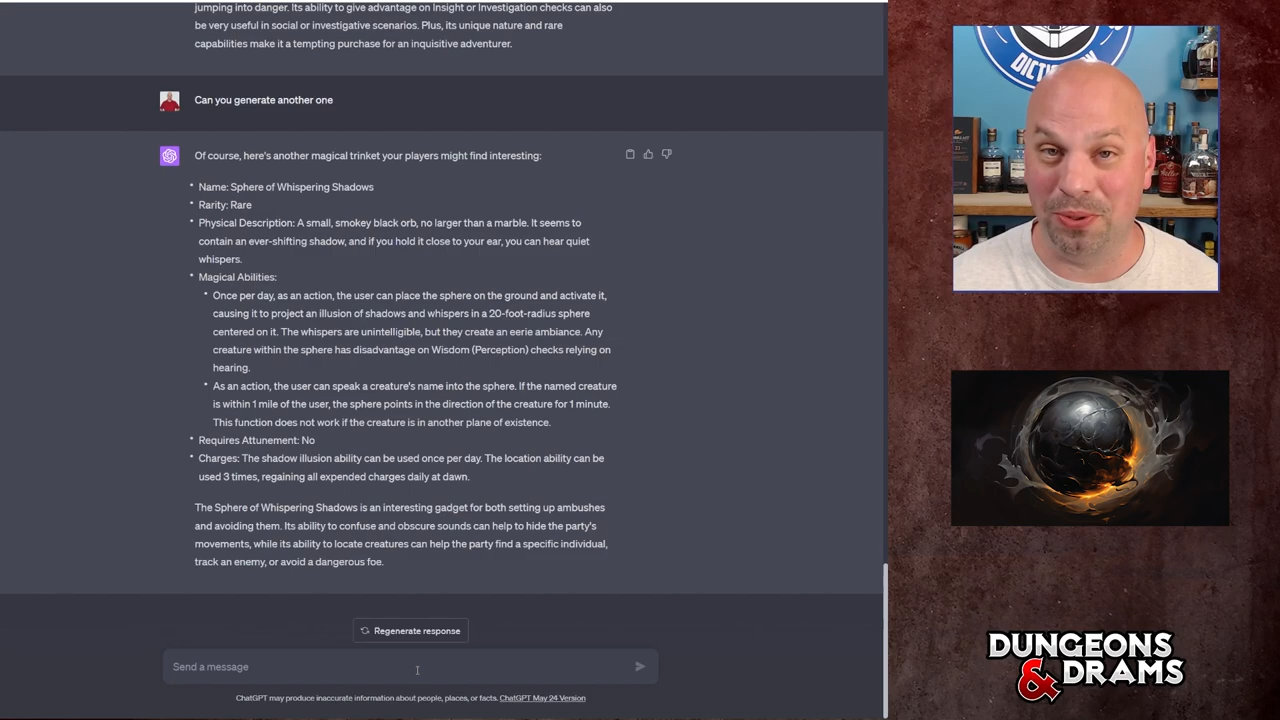 jumping into danger. Its ability to give advantage on Insight or Investigation checks can also
be very useful in social or investigative scenarios. Plus, its unique nature and rare
capabilities make it a tempting purchase for an inquisitive adventurer.
Can you generate another one
Of course, here's another magical trinket your players might find interesting:
• Name: Sphere of Whispering Shadows
• Rarity: Rare
• Physical Description: A small, smokey black orb, no larger than a marble. It seems to
contain an ever-shifting shadow, and if you hold it close to your ear, you can hear quiet
whispers.
• Magical Abilities:
• Once per day, as an action, the user can place the sphere on the ground and activate it,
causing it to project an illusion of shadows and whispers in a 20-foot-radius sphere
centered on it. The whispers are unintelligible, but they create an eerie ambiance. Any
creature within the sphere has disadvantage on Wisdom (Perception) checks relying on
hearing.
• As an action, the user can speak a creature's name into the sphere. If the named creature
is within 1 mile of the user, the sphere points in the direction of the creature for 1 minute.
This function does not work if the creature is in another plane of existence.
• Requires Attunement: No
• Charges: The shadow illusion ability can be used once per day. The location ability can be
used 3 times, regaining all expended charges daily at dawn.
The Sphere of Whispering Shadows is an interesting gadget for both setting up ambushes
and avoiding them. Its ability to confuse and obscure sounds can help to hide the party's
movements, while its ability to locate creatures can help the party find a specific individual,
track an enemy, or avoid a dangerous foe.
Regenerate response
Send a message
ChatGPT may produce inaccurate information about people, places, or facts. ChatGPT May 24 Version
Weller
DUNGEONS
& DRAMS